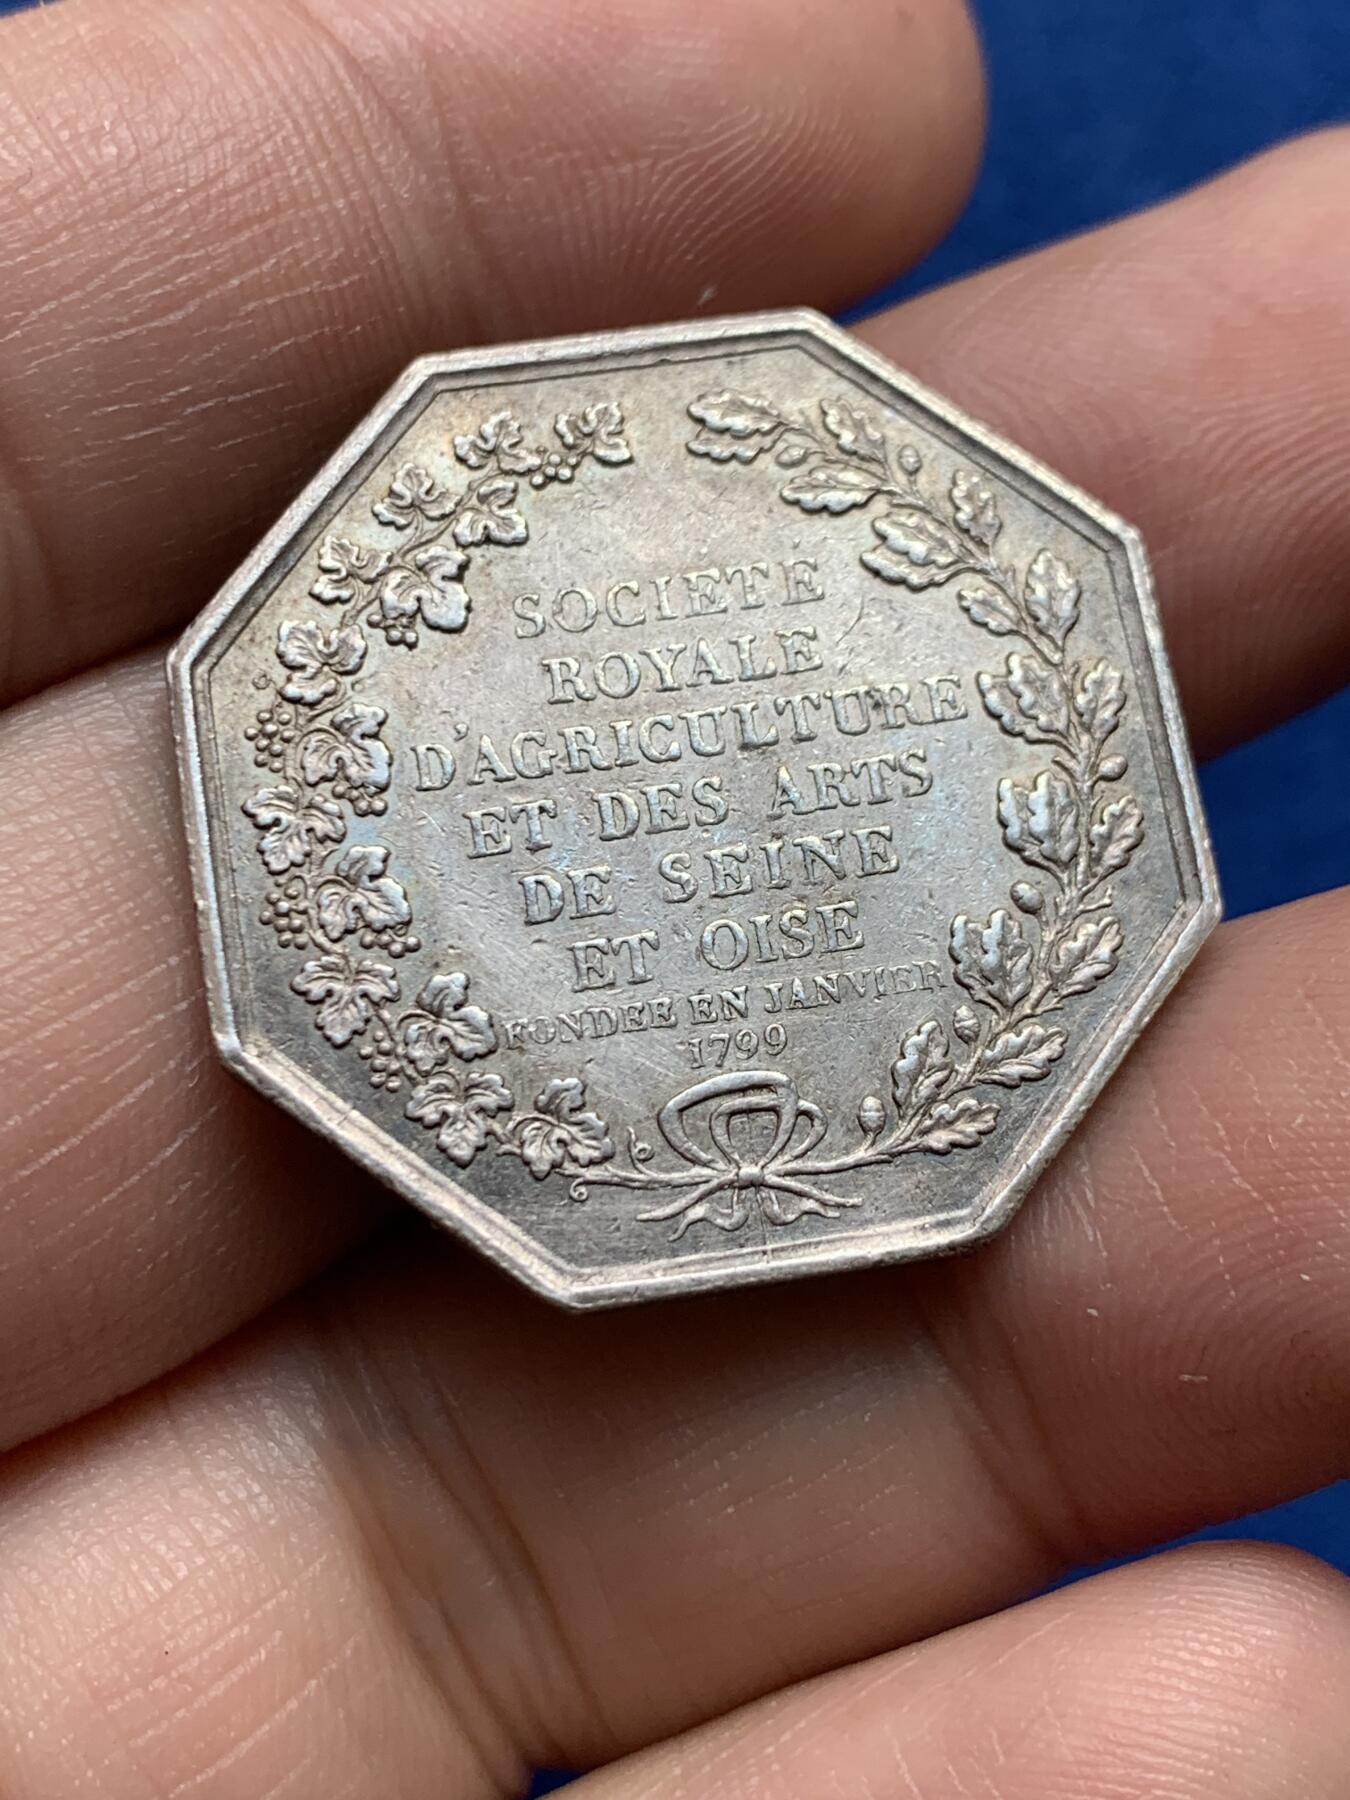 SOCIETE
ROYALE
D'AGRICULTURE
ET DES ARTS
DE SEINE
ET OISE
FONDEE EN JANVIER
1799